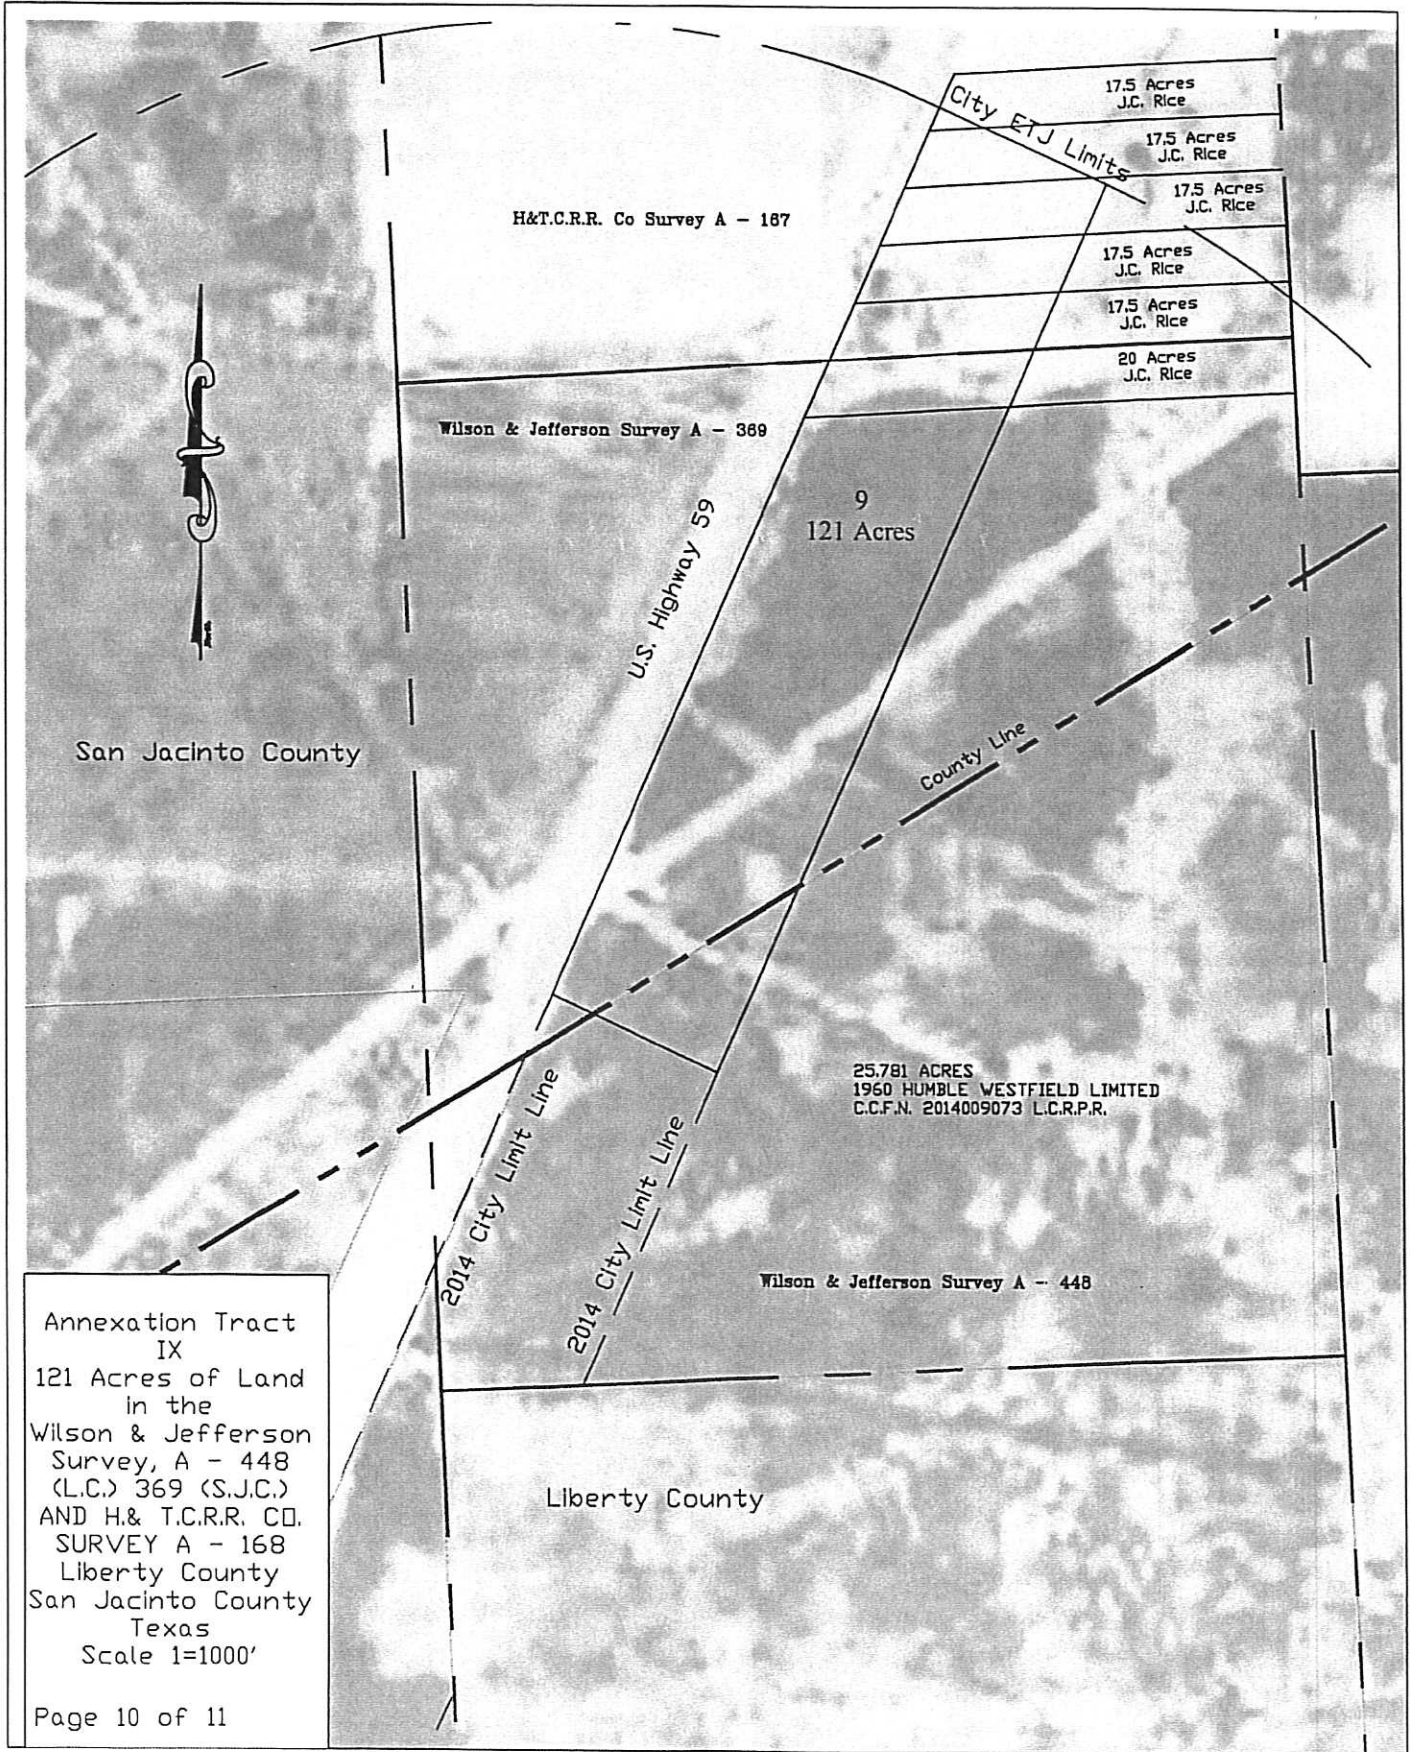 17.5 Acres
J.C. Rice
City ETJ Limits
17.5 Acres
J.C. Rice
17.5 Acres
J.C. Rice
H&T.C.R.R. Co Survey A - 167
17.5 Acres
J.C. Rice
17.5 Acres
J.C. Rice
20 Acres
J.C. Rice
Wilson & Jefferson Survey A - 369
9
121 Acres
U.S. Highway 59
San Jacinto County
County Line
25.781 ACRES
1960 HUMBLE WESTFIELD LIMITED
C.C.F.N. 2014009073 L.C.R.P.R.
2014 City Limit Line
2014 City Limit Line
Wilson & Jefferson Survey A - 448
Liberty County
Annexation Tract
IX
121 Acres of Land
in the
Wilson & Jefferson
Survey, A - 448
(L.C.) 369 (S.J.C.)
AND H.& T.C.R.R. CO.
SURVEY A - 168
Liberty County
San Jacinto County
Texas
Scale 1=1000'
Page 10 of 11